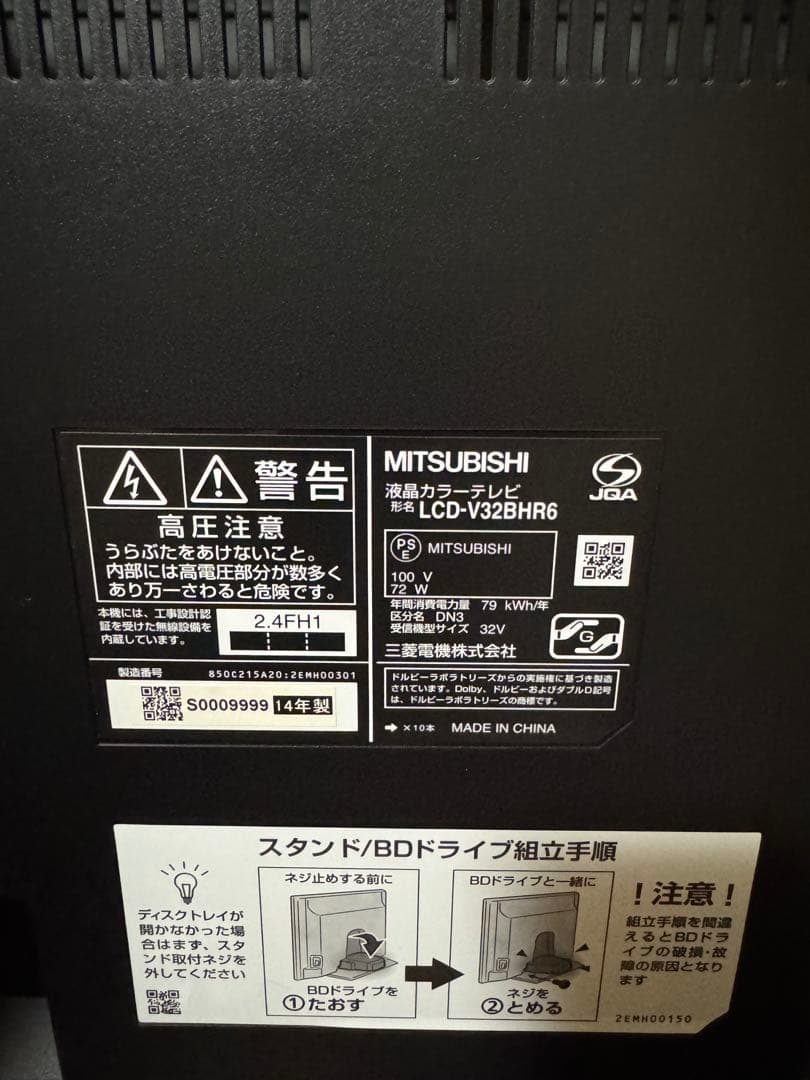 警告
高圧注意
うらぶたをあけないこと。
内部には高電圧部分が数多く
あり万一さわると危険です。
本機には、工事設計認
証を受けた無線設備を
内蔵しています。
2.4FH1
製造番号 850C215A20:2EMH00301
S0009999 14年製
MITSUBISHI
液晶カラーテレビ
形名 LCD-V32BHR6
JQA
PS
E
MITSUBISHI
100 V
72 W
年間消費電力量 79 kWh/年
区分名 DN3
受信機型サイズ 32V
G
三菱電機株式会社
ドルビーラボラトリーズからの実施権に基づき製造
されています。Dolby、ドルビーおよびダブルD記号
は、ドルビーラボラトリーズの商標です。
×10本 MADE IN CHINA
スタンド/BDドライブ組立手順
ディスクトレイが
開かなかった場
合はまず、スタ
ンド取付ネジを
外してください
ネジ止めする前に
BDドライブを
①たおす
BDドライブと一緒に
ネジを
②とめる
!注意!
組立手順を間違
えるとBDドラ
イブの破損・故
障の原因となり
ます
2EMH00150